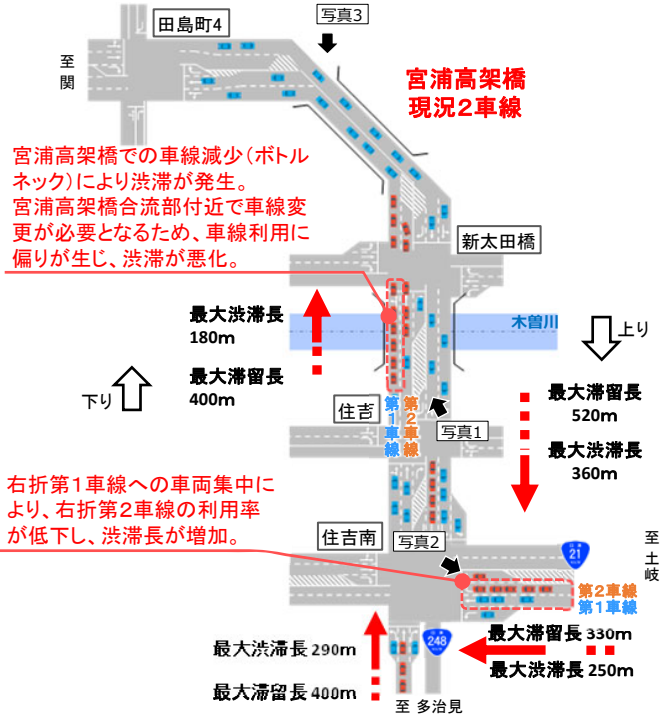 田島町4
写真3
至
関
宮浦高架橋
現況2車線
宮浦高架橋での車線減少(ボトル
ネック)により渋滞が発生。
宮浦高架橋合流部付近で車線変
更が必要となるため、車線利用に
偏りが生じ、渋滞が悪化。
新太田橋
最大渋滞長
180m
木曽川
上り
最大滞留長
400m
下り
住吉
第1車線
第2車線
写真1
最大滞留長
520m
最大渋滞長
360m
右折第1車線への車両集中に
より、右折第2車線の利用率
が低下し、渋滞長が増加。
住吉南
写真2
国道
21
至
土
岐
第2車線
第1車線
国道
248
最大滞留長 330m
最大渋滞長 250m
最大渋滞長 290m
最大滞留長 400m
至 多治見